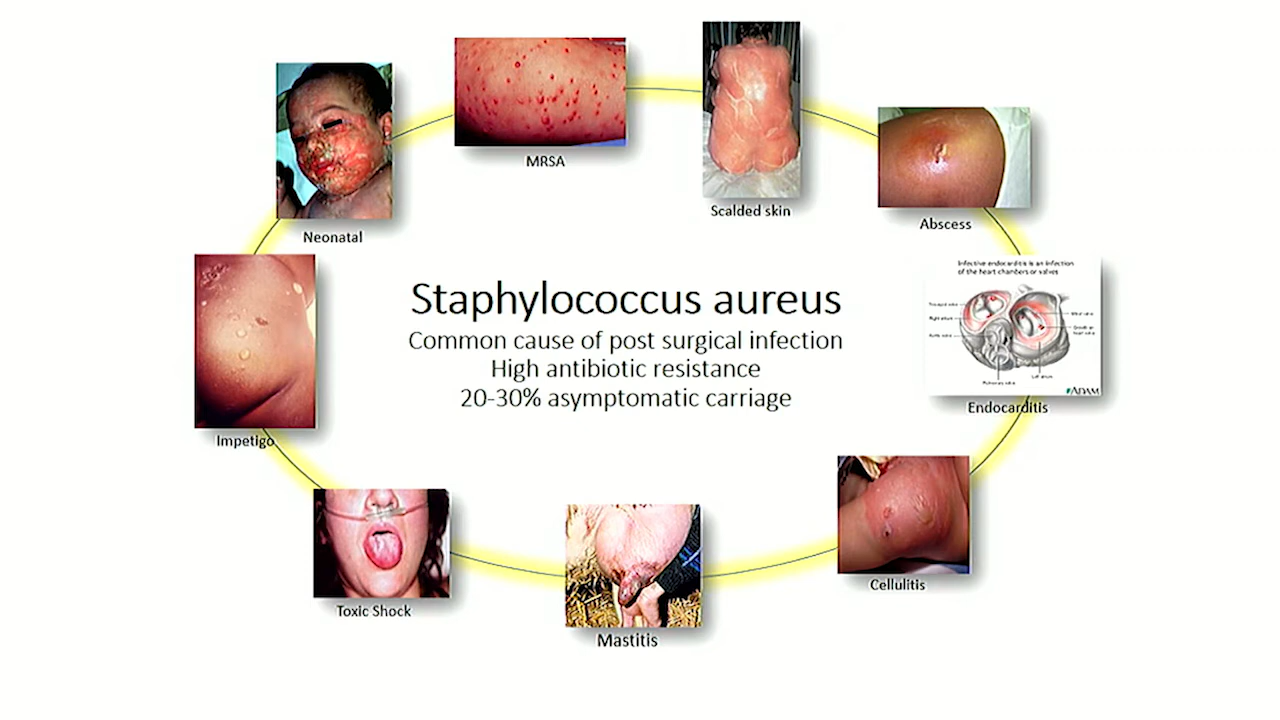 MRSA
Scalded skin
Neonatal
Abscess
Infective endocarditis is an infection
of the heart chambers or valves
Staphylococcus aureus
Common cause of post surgical infection
High antibiotic resistance
20-30% asymptomatic carriage
Left atrium
ADAM
Endocarditis
Impetigo
Toxic Shock
Cellulitis
Mastitis